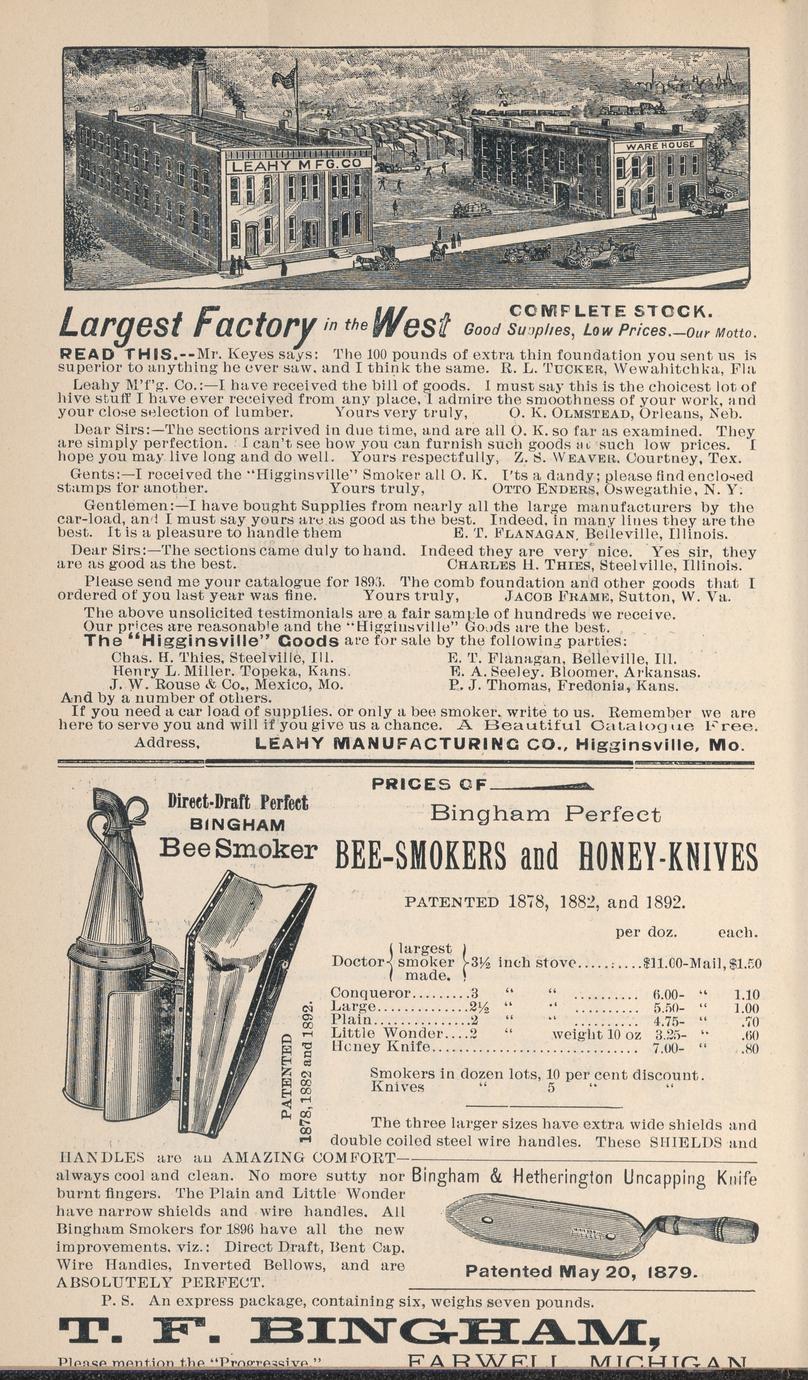 LEAHY MFG. CO
WARE HOUSE
Largest Factory in the West
COMPLETE STOCK.
Good Supplies, Low Prices.—Our Motto.
READ THIS.--Mr. Keyes says: The 100 pounds of extra thin foundation you sent us is
superior to anything he ever saw, and I think the same. R. L. TUCKER, Wewahitchka, Fla
Leahy M'f'g. Co.:—I have received the bill of goods. I must say this is the choicest lot of
hive stuff I have ever received from any place, I admire the smoothness of your work, and
your close selection of lumber. Yours very truly, O. K. OLMSTEAD, Orleans, Neb.
Dear Sirs:—The sections arrived in due time, and are all O. K. so far as examined. They
are simply perfection. I can't see how you can furnish such goods at such low prices. I
hope you may live long and do well. Yours respectfully, Z. S. WEAVER, Courtney, Tex.
Gents:—I received the "Higginsville" Smoker all O. K. I'ts a dandy; please find enclosed
stamps for another. Yours truly, OTTO ENDERS, Oswegathie, N. Y.
Gentlemen:—I have bought Supplies from nearly all the large manufacturers by the
car-load, and I must say yours are as good as the best. Indeed, in many lines they are the
best. It is a pleasure to handle them E. T. FLANAGAN, Belleville, Illinois.
Dear Sirs:—The sections came duly to hand. Indeed they are very nice. Yes sir, they
are as good as the best. CHARLES H. THIES, Steelville, Illinois.
Please send me your catalogue for 1895. The comb foundation and other goods that I
ordered of you last year was fine. Yours truly, JACOB FRAME, Sutton, W. Va.
The above unsolicited testimonials are a fair sample of hundreds we receive.
Our prices are reasonable and the "Higginsville" Goods are the best.
The "Higginsville" Goods are for sale by the following parties:
Chas. H. Thies, Steelville, Ill. E. T. Flanagan, Belleville, Ill.
Henry L. Miller. Topeka, Kans. E. A. Seeley. Bloomer, Arkansas.
J. W. Rouse & Co., Mexico, Mo. P. J. Thomas, Fredonia, Kans.
And by a number of others.
If you need a car load of supplies, or only a bee smoker, write to us. Remember we are
here to serve you and will if you give us a chance. A Beautiful Catalogue Free.
Address, LEAHY MANUFACTURING CO., Higginsville, Mo.
Direct-Draft Perfect
BINGHAM
Bee Smoker
PATENTED
1878, 1882 and 1892.
PRICES OF
Bingham Perfect
BEE-SMOKERS and HONEY-KNIVES
PATENTED 1878, 1882, and 1892.
per doz. each.
Doctor { largest smoker made. } 3½ inch stove..........$11.00-Mail, $1.50
Conqueror.........3 " " .......... 6.00- " 1.10
Large..............2½ " " .......... 5.50- " 1.00
Plain...............2 " " .......... 4.75- " .70
Little Wonder....2 " weight 10 oz 3.25- " .60
Honey Knife................................... 7.00- " .80
Smokers in dozen lots, 10 per cent discount.
Knives " 5 " "
The three larger sizes have extra wide shields and
double coiled steel wire handles. These SHIELDS and
HANDLES are an AMAZING COMFORT—
always cool and clean. No more sutty nor
burnt fingers. The Plain and Little Wonder
have narrow shields and wire handles. All
Bingham Smokers for 1896 have all the new
improvements, viz.: Direct Draft, Bent Cap,
Wire Handles, Inverted Bellows, and are
ABSOLUTELY PERFECT.
Bingham & Hetherington Uncapping Knife
Patented May 20, 1879.
P. S. An express package, containing six, weighs seven pounds.
T. F. BINGHAM,
Please mention the "Progressive." FARWELL, MICHIGAN